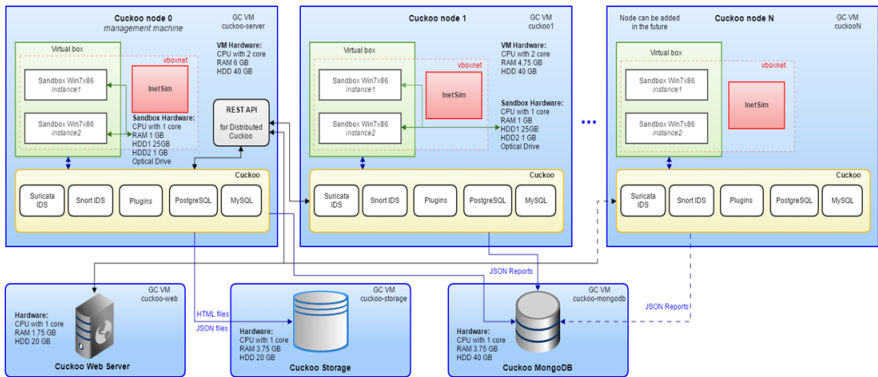 Cuckoo node 0
management machine
GC VM
cuckoo-server
Virtual box
vboxnet
Sandbox Win7x86
instance1
Sandbox Win7x86
instance2
InetSim
VM Hardware:
CPU with 2 core
RAM 6 GB
HDD 40 GB
Sandbox Hardware:
CPU with 1 core
RAM 1 GB
HDD1 25GB
HDD2 1 GB
Optical Drive
REST API
for Distributed
Cuckoo
Cuckoo
Suricata
IDS
Snort IDS
Plugins
PostgreSQL
MySQL
Cuckoo node 1
GC VM
cuckoo1
Virtual box
vboxnet
Sandbox Win7x86
instance1
Sandbox Win7x86
instance2
InetSim
VM Hardware:
CPU with 2 core
RAM 4,75 GB
HDD 40 GB
Sandbox Hardware:
CPU with 1 core
RAM 1 GB
HDD1 25GB
HDD2 1 GB
Optical Drive
Cuckoo
Suricata
IDS
Snort IDS
Plugins
PostgreSQL
MySQL
...
Node can be added
in the future
Cuckoo node N
GC VM
cuckooN
Virtual box
vboxnet
Sandbox Win7x86
instance1
Sandbox Win7x86
instance2
InetSim
Cuckoo
Suricata
IDS
Snort IDS
Plugins
PostgreSQL
MySQL
GC VM
cuckoo-web
Hardware:
CPU with 1 core
RAM 1.75 GB
HDD 20 GB
Cuckoo Web Server
HTML files
JSON files
GC VM
cuckoo-storage
Hardware:
CPU with 1 core
RAM 3.75 GB
HDD 20 GB
Cuckoo Storage
JSON Reports
GC VM
cuckoo-mongodb
Hardware:
CPU with 1 core
RAM 3.75 GB
HDD 40 GB
Cuckoo MongoDB
JSON Reports